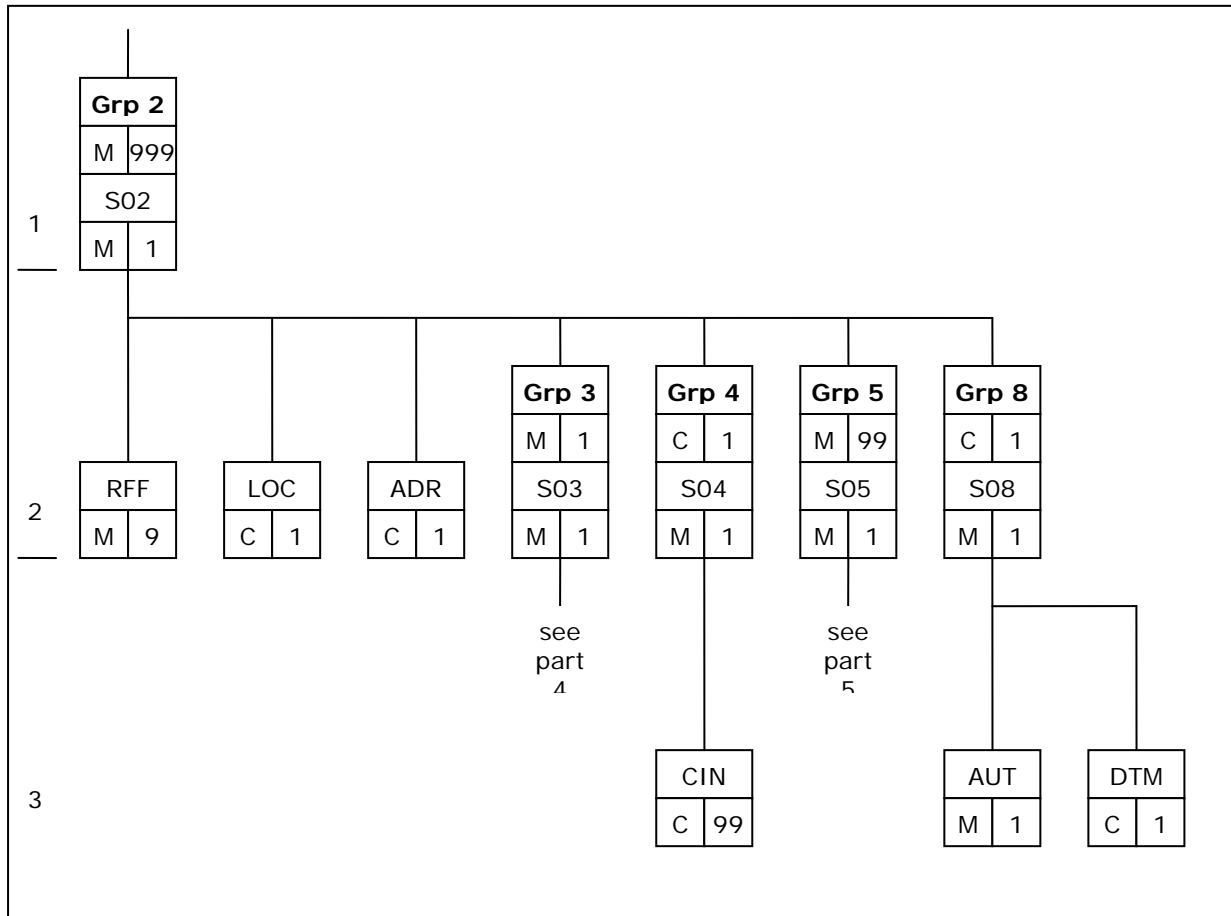 Grp 2
M 999
S02
1
M 1
Grp 3 Grp 4 Grp 5 Grp 8
M 1 C 1 M 99 C 1
RFF LOC ADR S03 S04 S05 S08
2
M 9 C 1 C 1 M 1 M 1 M 1 M 1
see see
part part
4 5
CIN AUT DTM
3
C 99 M 1 C 1